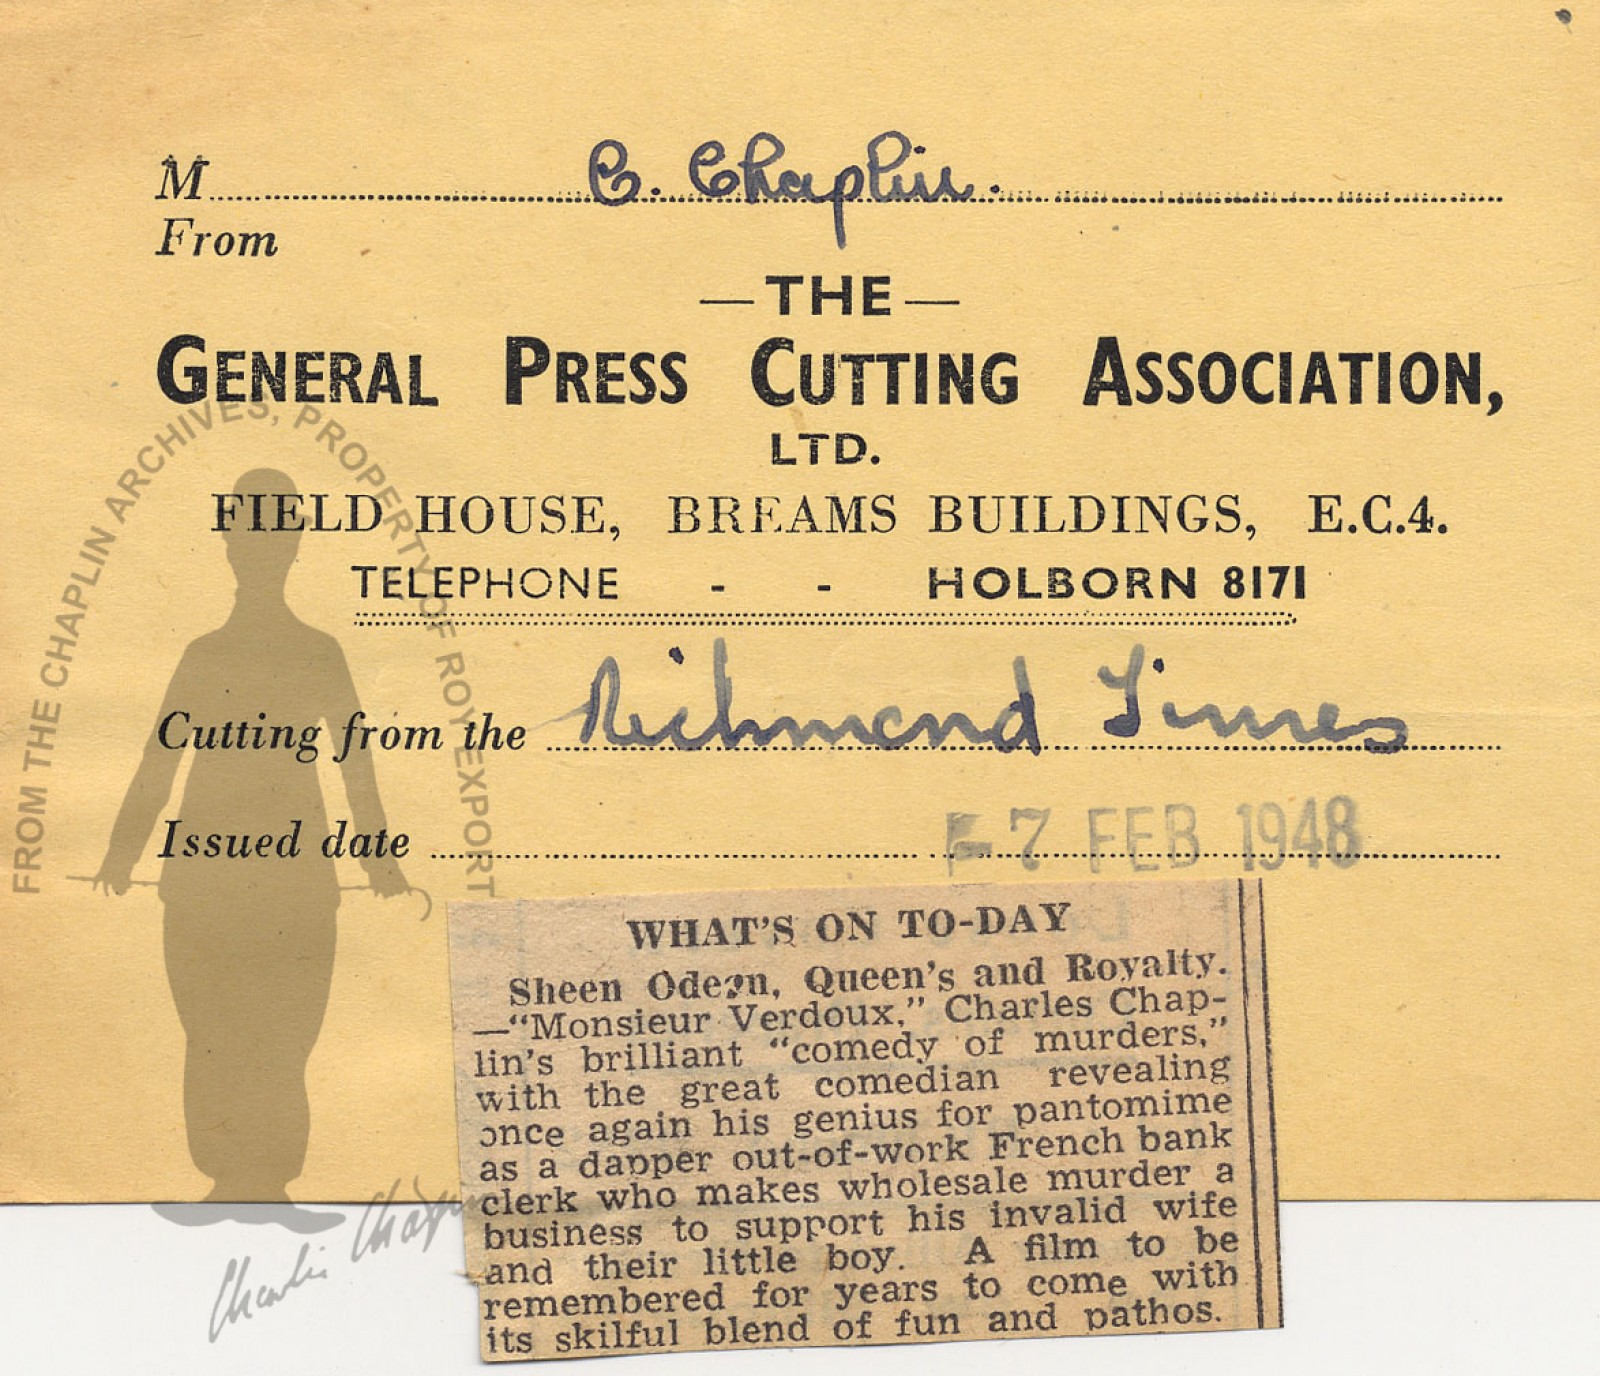 M C. Chaplin.
From
— THE —
GENERAL PRESS CUTTING ASSOCIATION,
LTD.
FIELD HOUSE, BREAMS BUILDINGS, E.C.4.
TELEPHONE - - HOLBORN 8171
Cutting from the Richmond Times
Issued date - 7 FEB 1948
WHAT'S ON TO-DAY
Sheen Odeon, Queen's and Royalty.
—"Monsieur Verdoux," Charles Chap-
lin's brilliant "comedy of murders,"
with the great comedian revealing
once again his genius for pantomime
as a dapper out-of-work French bank
clerk who makes wholesale murder a
business to support his invalid wife
and their little boy. A film to be
remembered for years to come with
its skilful blend of fun and pathos.
FROM THE CHAPLIN ARCHIVES, PROPERTY OF ROY EXPORT
Charlie Chaplin